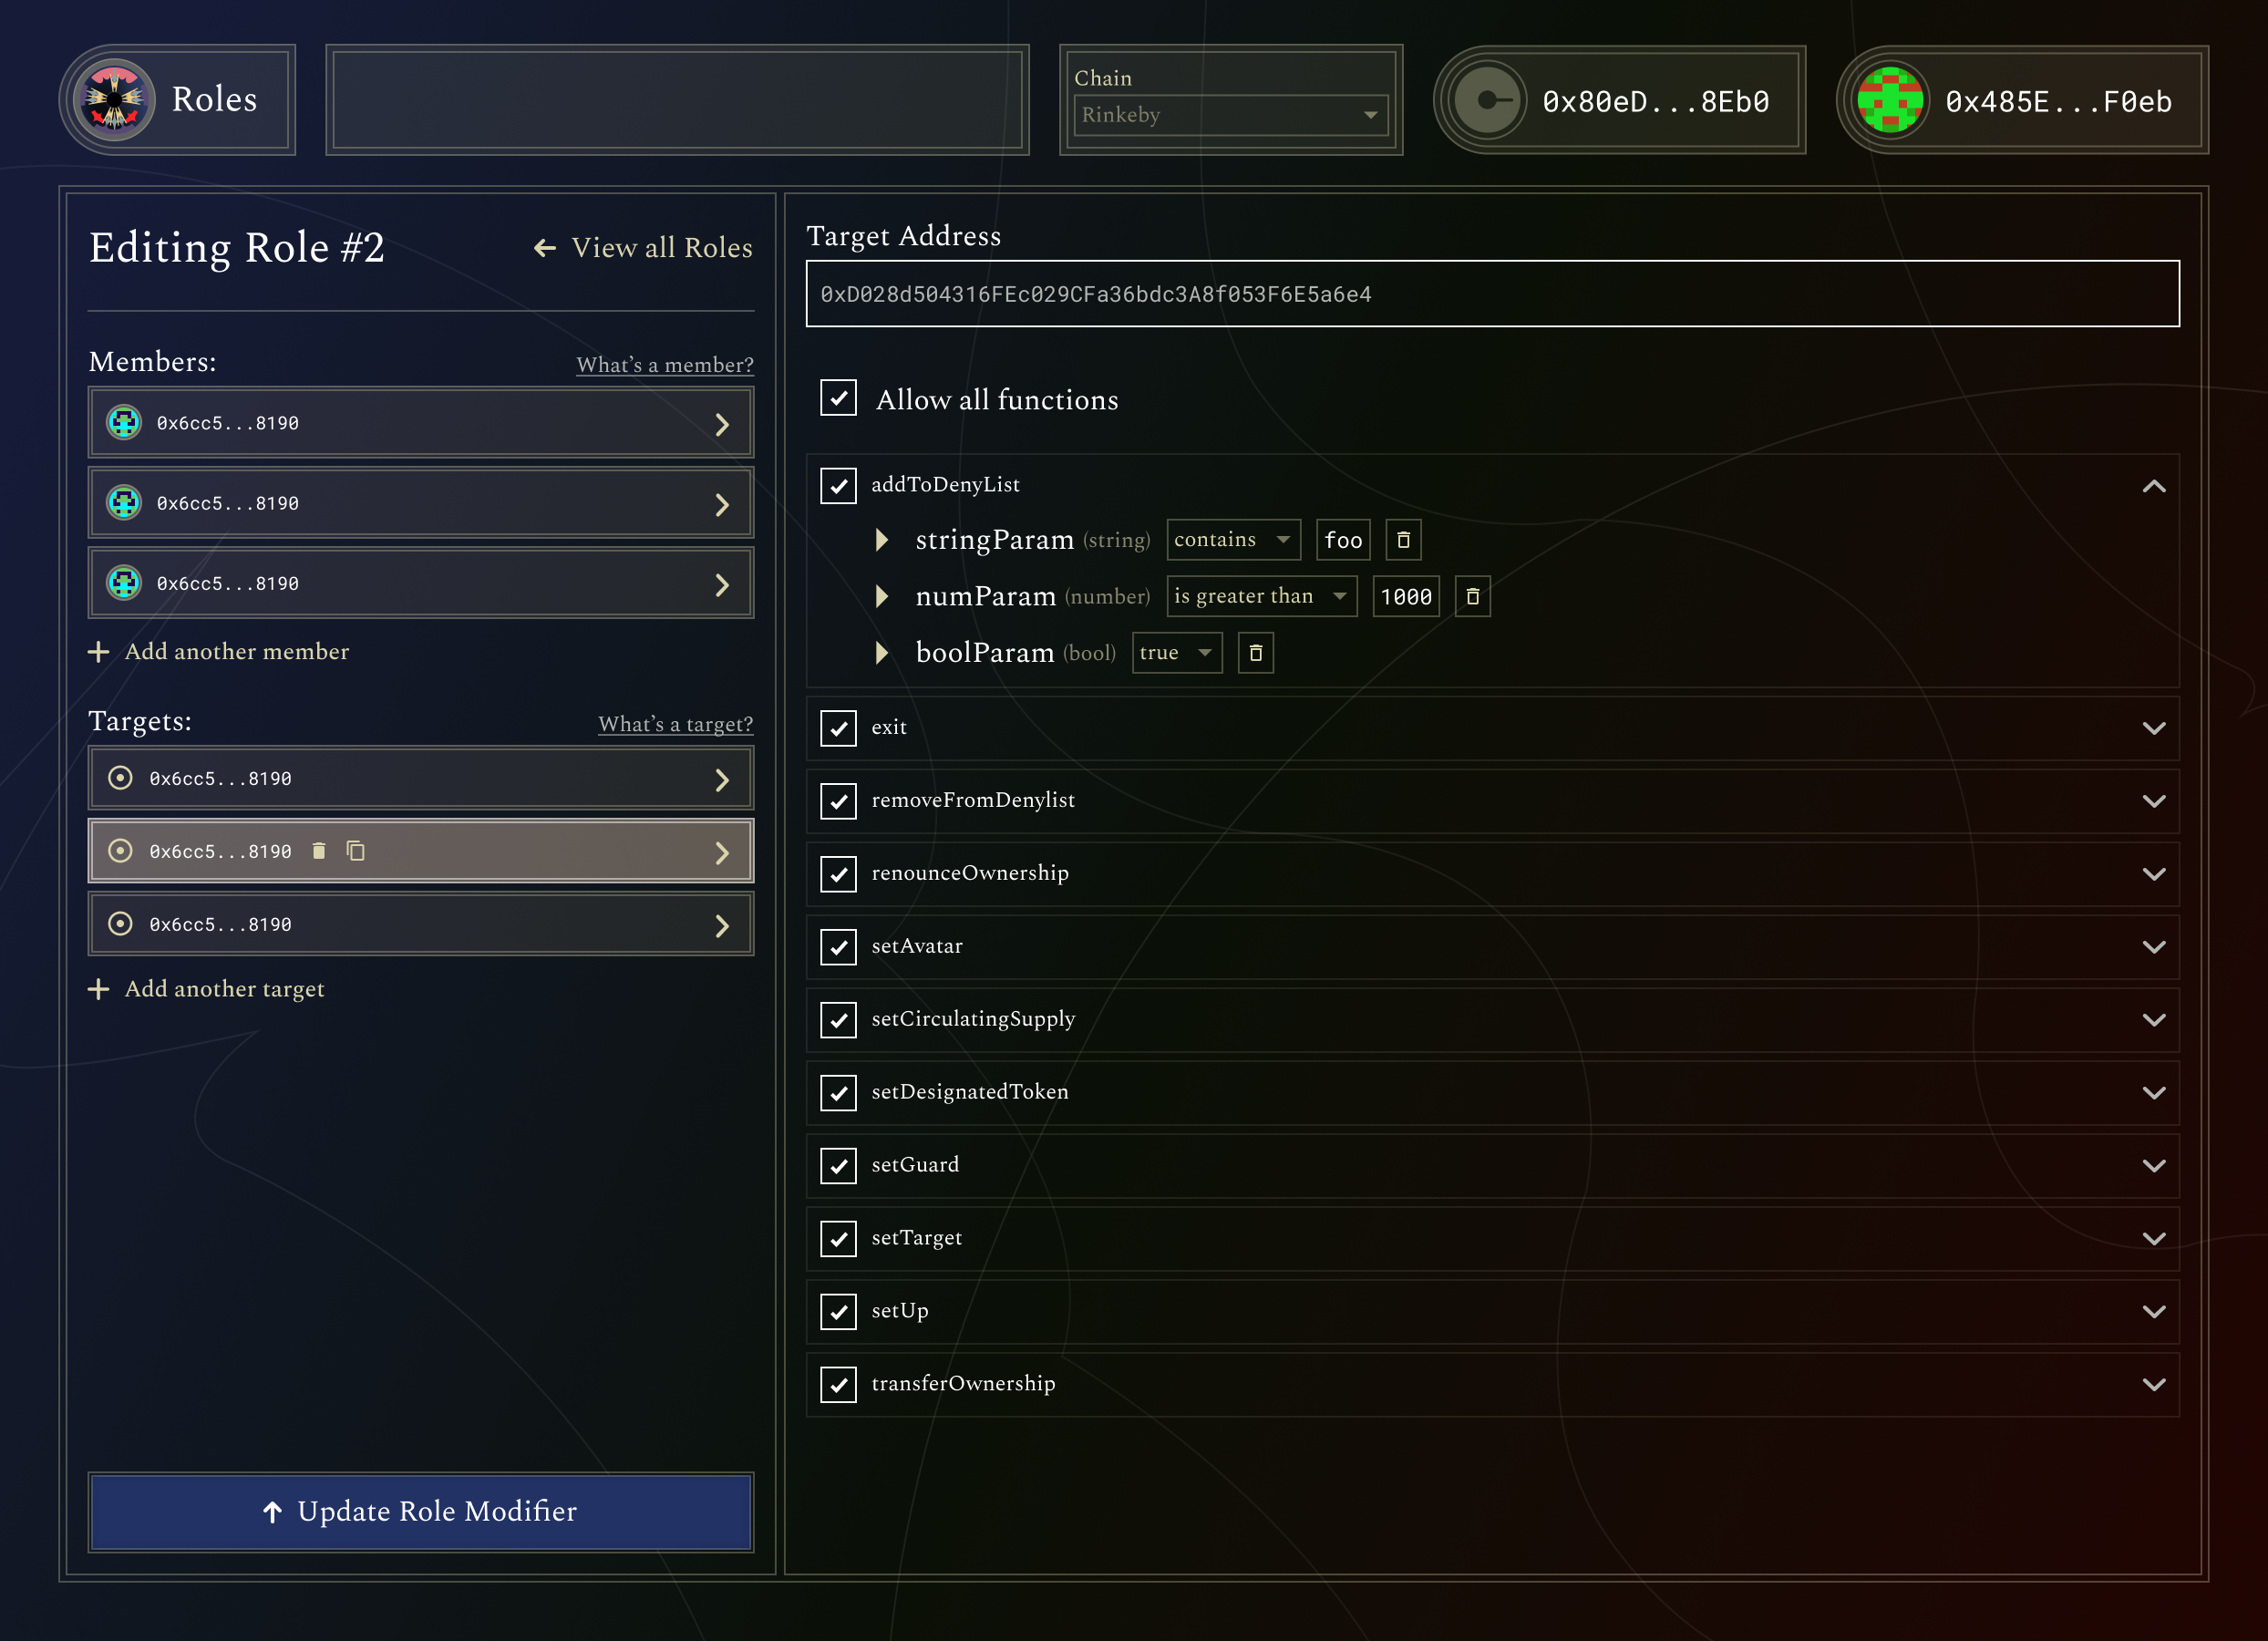 Roles
Chain
Rinkeby
0x80eD...8Eb0
0x485E...F0eb
Editing Role #2
View all Roles
Members:
What's a member?
0x6cc5...8190
0x6cc5...8190
0x6cc5...8190
Add another member
Targets:
What's a target?
0x6cc5...8190
0x6cc5...8190
0x6cc5...8190
Add another target
Update Role Modifier
Target Address
0xD028d504316FEc029CFa36bdc3A8f053F6E5a6e4
Allow all functions
addToDenyList
stringParam (string) contains foo
numParam (number) is greater than 1000
boolParam (bool) true
exit
removeFromDenylist
renounceOwnership
setAvatar
setCirculatingSupply
setDesignatedToken
setGuard
setTarget
setUp
transferOwnership